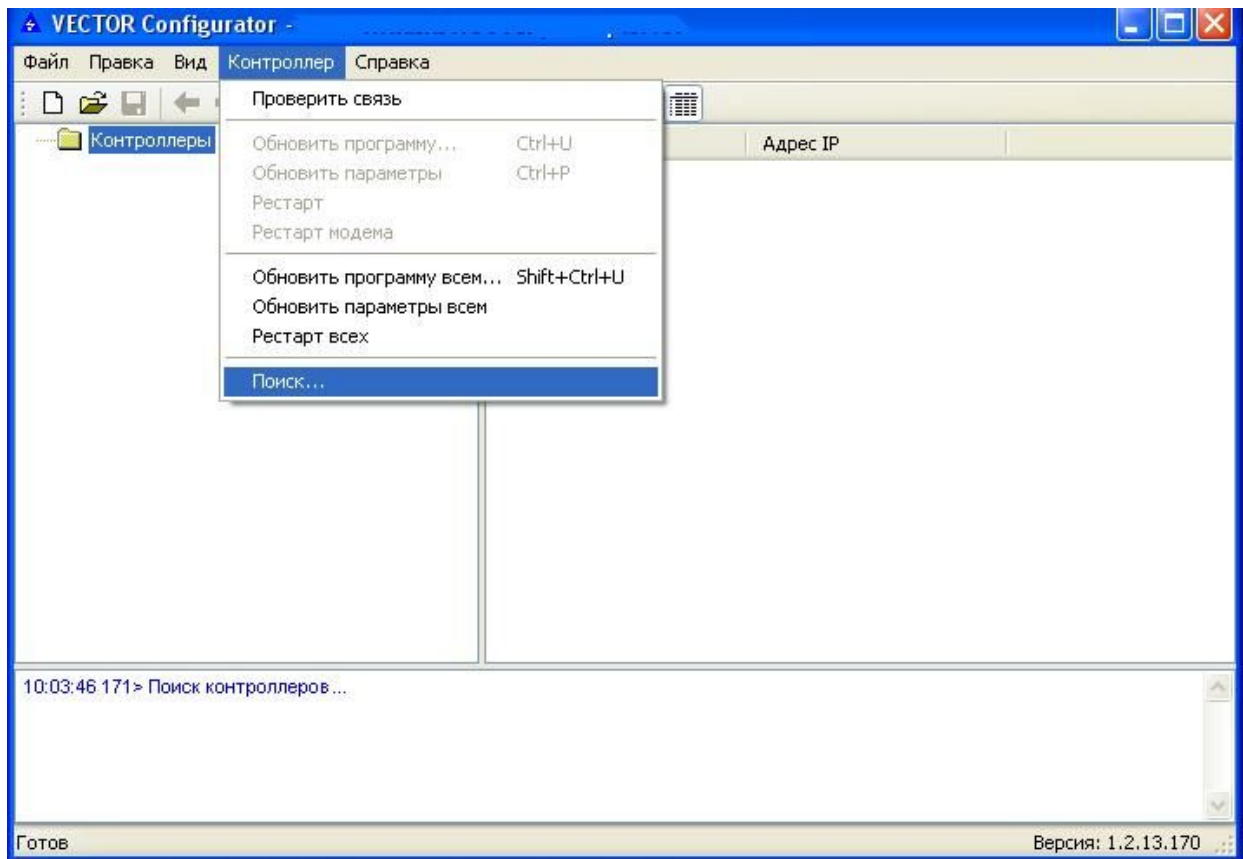 VECTOR Configurator -
Файл Правка Вид Контроллер Справка
Проверить связь
Контроллеры
Адрес IP
Обновить программу... Ctrl+U
Обновить параметры Ctrl+P
Рестарт
Рестарт модема
Обновить программу всем... Shift+Ctrl+U
Обновить параметры всем
Рестарт всех
Поиск...
10:03:46 171> Поиск контроллеров...
Готов
Версия: 1.2.13.170